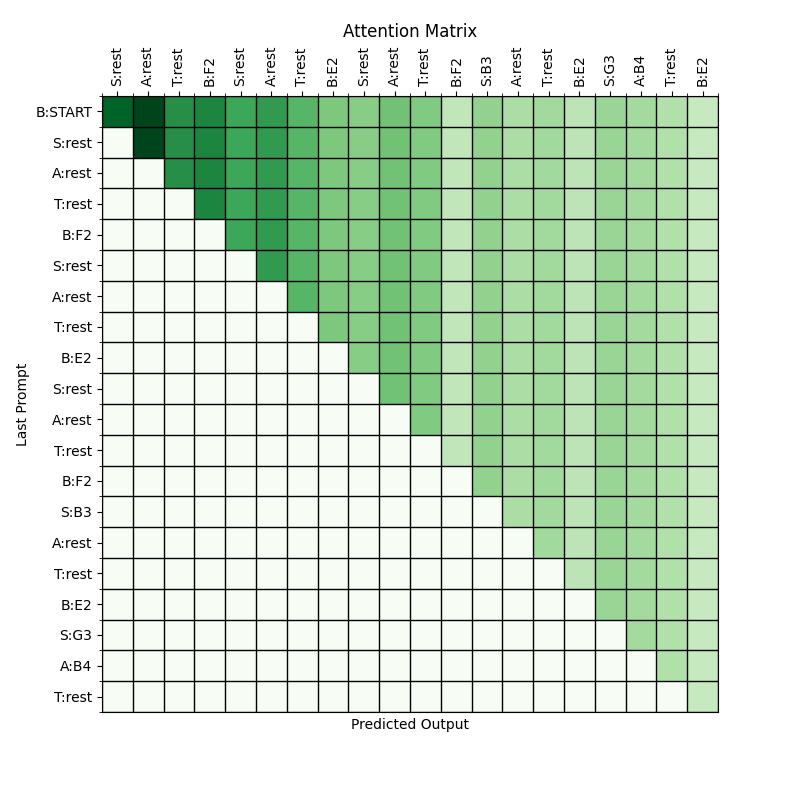 Attention Matrix
S:rest A:rest T:rest B:F2 S:rest A:rest T:rest B:E2 S:rest A:rest T:rest B:F2 S:B3 A:rest T:rest B:E2 S:G3 A:B4 T:rest B:E2
B:START
S:rest
A:rest
T:rest
B:F2
S:rest
A:rest
T:rest
B:E2
S:rest
A:rest
T:rest
B:F2
S:B3
A:rest
T:rest
B:E2
S:G3
A:B4
T:rest
Last Prompt
Predicted Output